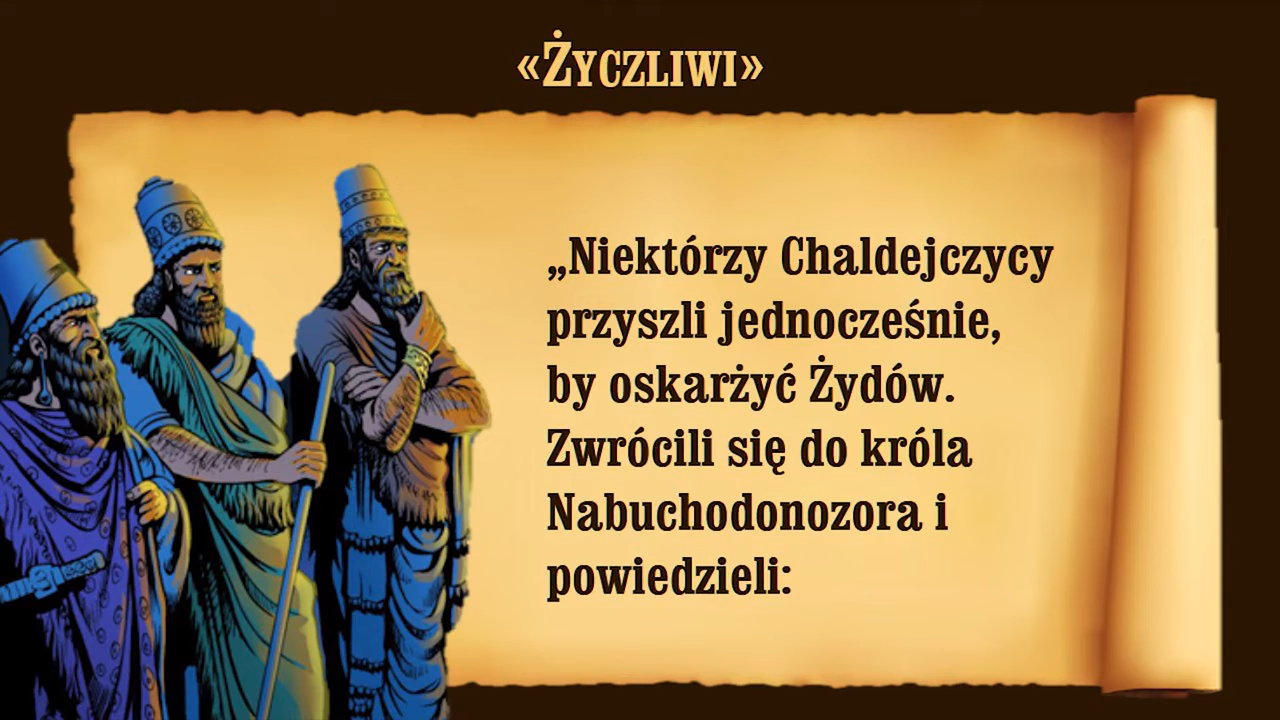 «Życzliwi»
„Niektórzy Chaldejczycy
przyszli jednocześnie,
by oskarżyć Żydów.
Zwrócili się do króla
Nabuchodonozora i
powiedzieli: